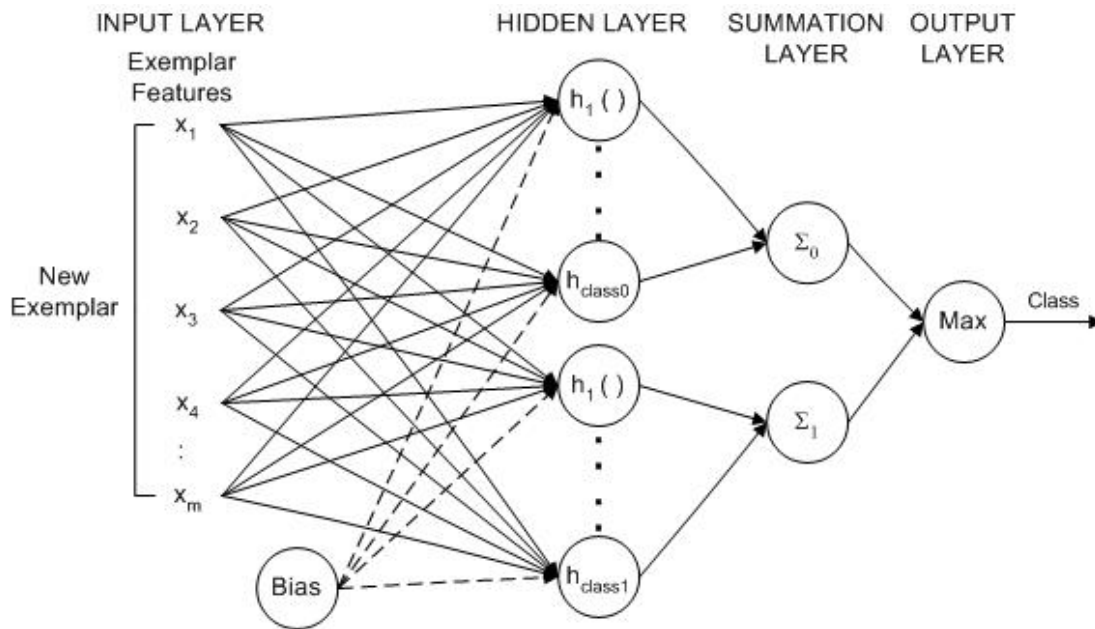 INPUT LAYER
HIDDEN LAYER
SUMMATION
LAYER
OUTPUT
LAYER
Exemplar
Features
x1
x2
x3
x4
:
xm
New
Exemplar
Bias
h1 ( )
hclass0
h1 ( )
hclass1
Σ0
Σ1
Max
Class